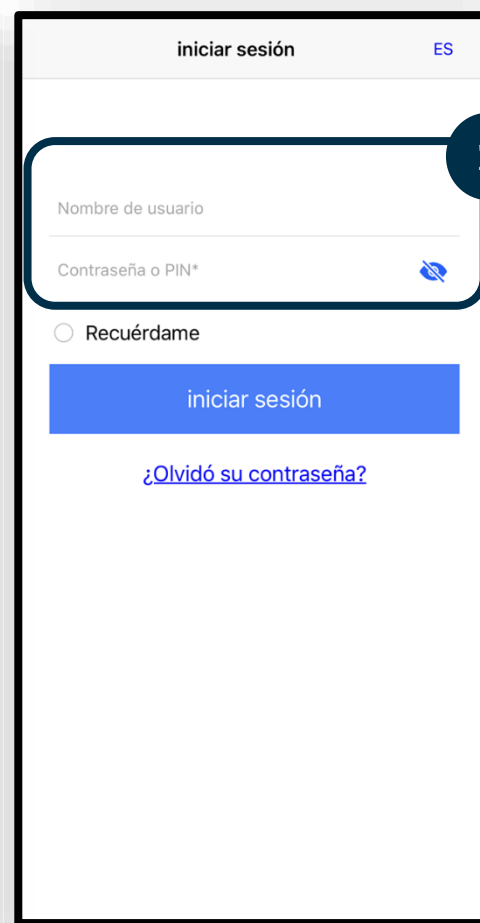 iniciar sesión ES
Nombre de usuario
Contraseña o PIN*
Recuérdame
iniciar sesión
¿Olvidó su contraseña?